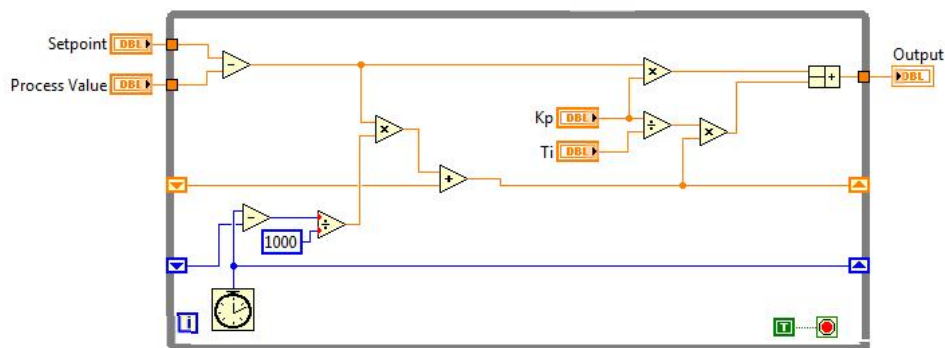 Setpoint
DBL
Process Value
DBL
Output
DBL
Kp
DBL
Ti
DBL
1000
i
T